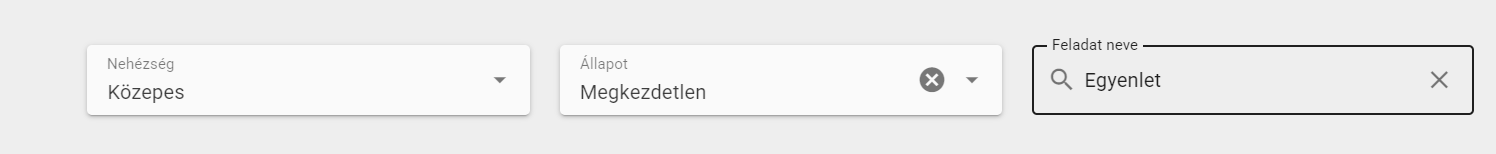 Nehézség
Közepes
Állapot
Megkezdetlen
Feladat neve
Egyenlet